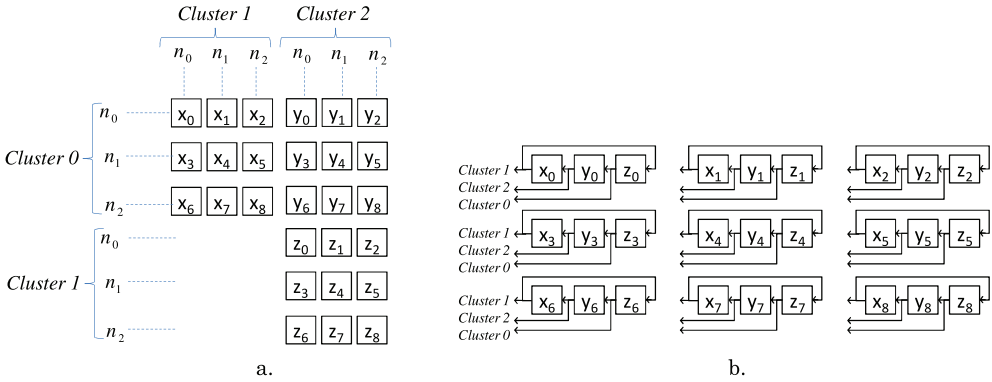 Cluster 1 Cluster 2
n0 n1 n2 n0 n1 n2
n0 x0 x1 x2 y0 y1 y2
Cluster 0 n1 x3 x4 x5 y3 y4 y5
n2 x6 x7 x8 y6 y7 y8
n0 z0 z1 z2
Cluster 1 n1 z3 z4 z5
n2 z6 z7 z8
a.
Cluster 1 x0 y0 z0 x1 y1 z1 x2 y2 z2
Cluster 2
Cluster 0
Cluster 1 x3 y3 z3 x4 y4 z4 x5 y5 z5
Cluster 2
Cluster 0
Cluster 1 x6 y6 z6 x7 y7 z7 x8 y8 z8
Cluster 2
Cluster 0
b.